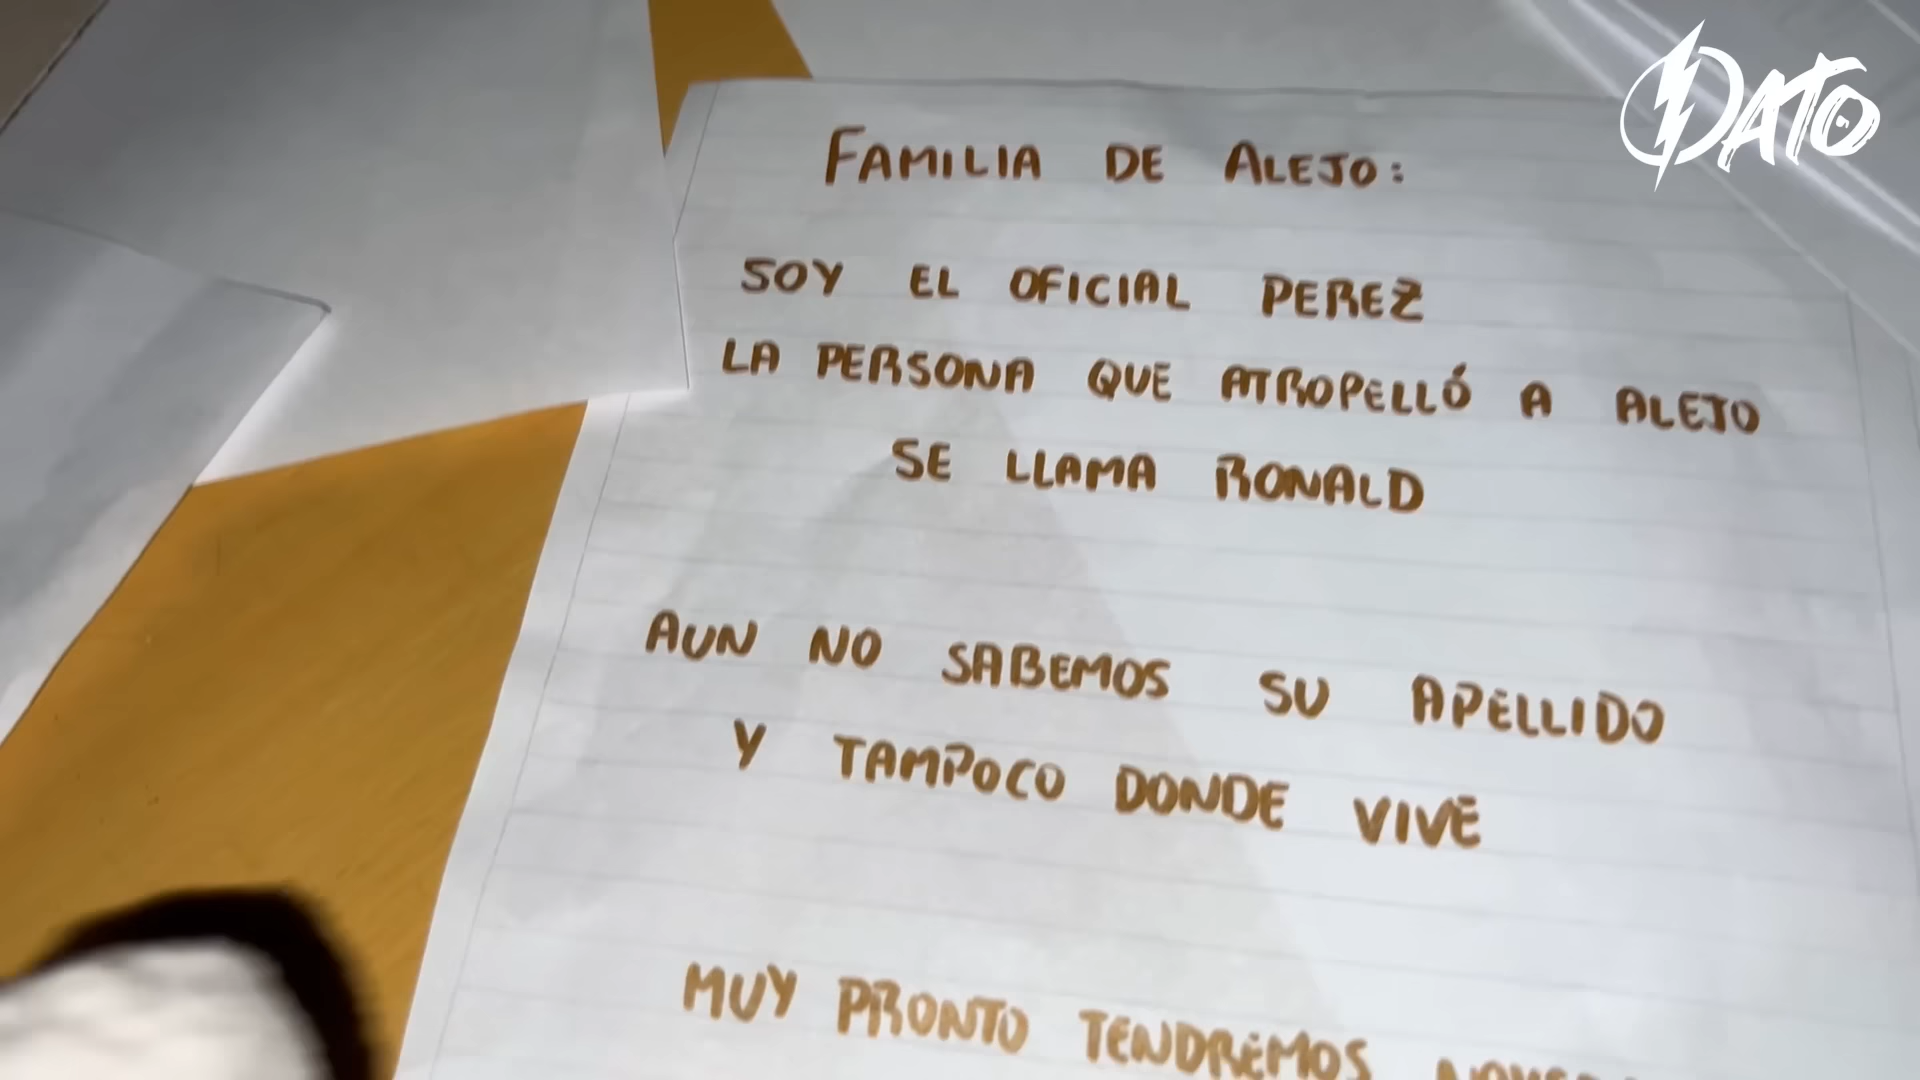 DATO
FAMILIA DE ALEJO:
SOY EL OFICIAL PEREZ
LA PERSONA QUE ATROPELLÓ A ALEJO
SE LLAMA RONALD
AUN NO SABEMOS SU APELLIDO
Y TAMPOCO DONDE VIVE
MUY PRONTO TENDREMOS